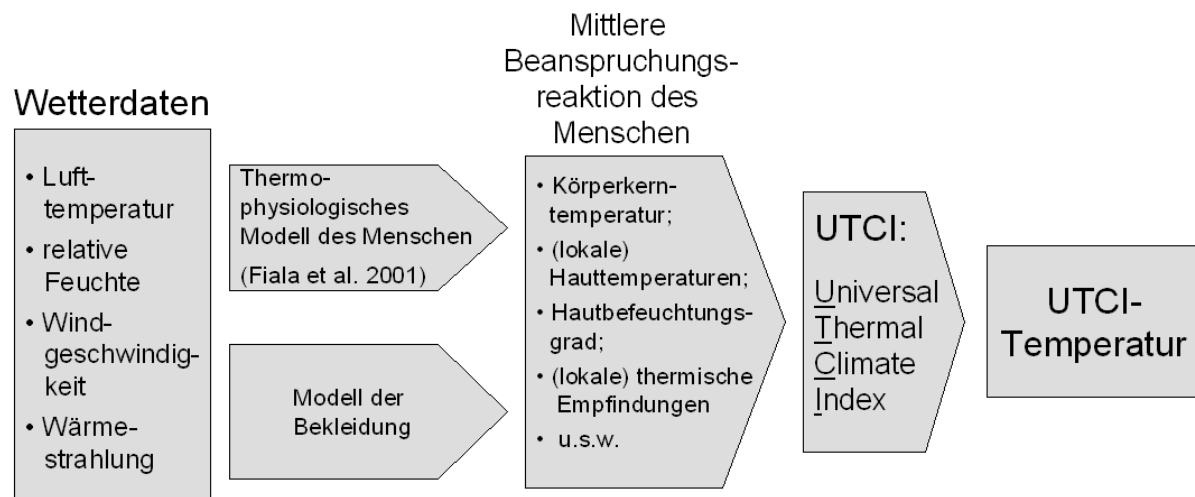 Wetterdaten
• Luft-
temperatur
• relative
Feuchte
• Wind-
geschwindig-
keit
• Wärme-
strahlung
Thermo-
physiologisches
Modell des Menschen
(Fiala et al. 2001)
Modell der
Bekleidung
Mittlere
Beanspruchungs-
reaktion des
Menschen
• Körperkern-
temperatur;
• (lokale)
Hauttemperaturen;
• Hautbefeuchtungs-
grad;
• (lokale) thermische
Empfindungen
• u.s.w.
UTCI:
Universal
Thermal
Climate
Index
UTCI-
Temperatur